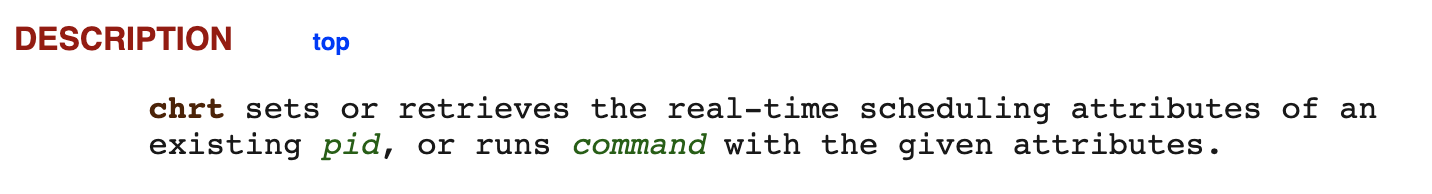 DESCRIPTION top
chrt sets or retrieves the real-time scheduling attributes of an
existing pid, or runs command with the given attributes.